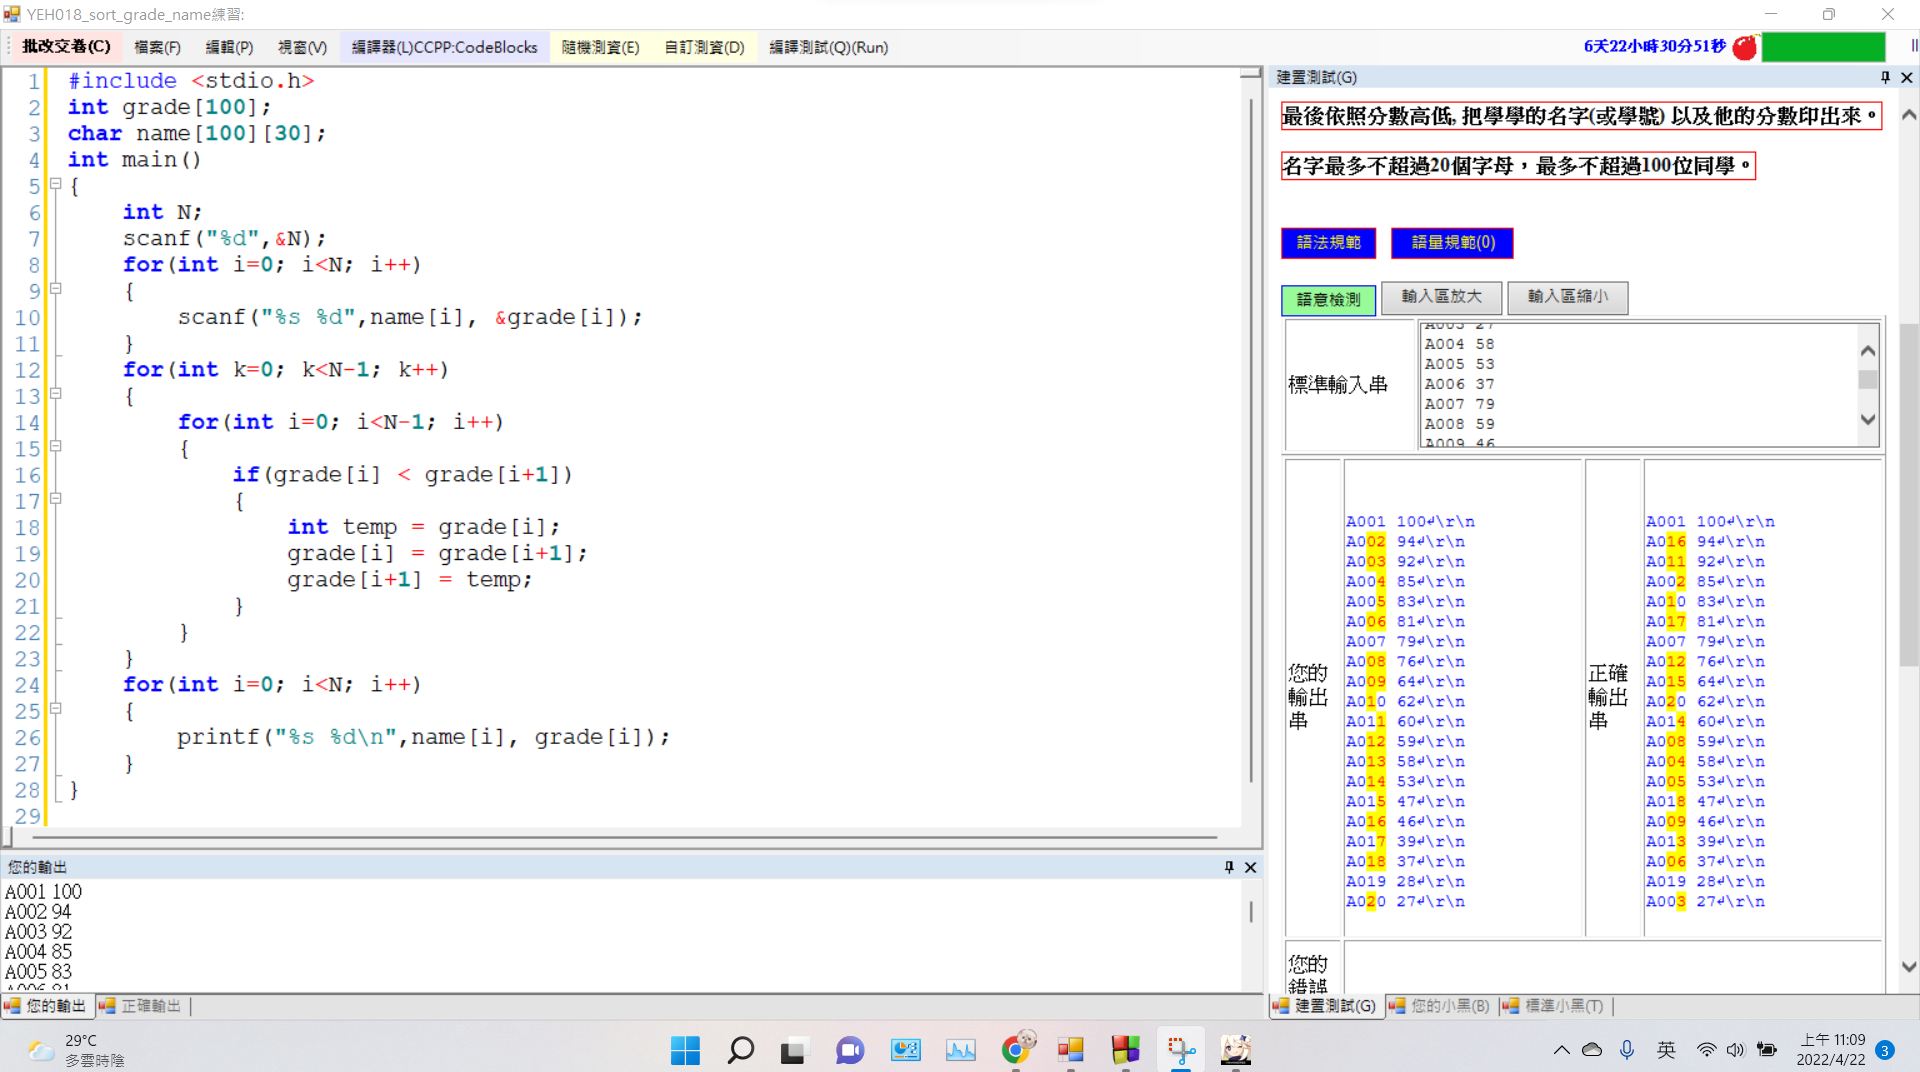 YEH018_sort_grade_name練習:
批改交卷(C) 檔案(F) 編輯(P) 視窗(V) 編譯器(L)CCPP:CodeBlocks 隨機測資(E) 自訂測資(D) 編譯測試(Q)(Run) 6天22小時30分51秒
1 #include <stdio.h>
2 int grade[100];
3 char name[100][30];
4 int main()
5 {
6 int N;
7 scanf("%d",&N);
8 for(int i=0; i<N; i++)
9 {
10 scanf("%s %d",name[i], &grade[i]);
11 }
12 for(int k=0; k<N-1; k++)
13 {
14 for(int i=0; i<N-1; i++)
15 {
16 if(grade[i] < grade[i+1])
17 {
18 int temp = grade[i];
19 grade[i] = grade[i+1];
20 grade[i+1] = temp;
21 }
22 }
23 }
24 for(int i=0; i<N; i++)
25 {
26 printf("%s %d\n",name[i], grade[i]);
27 }
28 }
29
您的輸出
A001 100
A002 94
A003 92
A004 85
A005 83
A006 81
您的輸出 正確輸出
建置測試(G)
最後依照分數高低, 把學學的名字(或學號) 以及他的分數印出來。
名字最多不超過20個字母，最多不超過100位同學。
語法規範 語量規範(0)
語意檢測 輸入區放大 輸入區縮小
標準輸入串
A003 27
A004 58
A005 53
A006 37
A007 79
A008 59
A009 46
您的輸出串
A001 100↵\r\n
A002 94↵\r\n
A003 92↵\r\n
A004 85↵\r\n
A005 83↵\r\n
A006 81↵\r\n
A007 79↵\r\n
A008 76↵\r\n
A009 64↵\r\n
A010 62↵\r\n
A011 60↵\r\n
A012 59↵\r\n
A013 58↵\r\n
A014 53↵\r\n
A015 47↵\r\n
A016 46↵\r\n
A017 39↵\r\n
A018 37↵\r\n
A019 28↵\r\n
A020 27↵\r\n
正確輸出串
A001 100↵\r\n
A016 94↵\r\n
A011 92↵\r\n
A002 85↵\r\n
A010 83↵\r\n
A017 81↵\r\n
A007 79↵\r\n
A012 76↵\r\n
A015 64↵\r\n
A020 62↵\r\n
A014 60↵\r\n
A008 59↵\r\n
A004 58↵\r\n
A005 53↵\r\n
A018 47↵\r\n
A009 46↵\r\n
A013 39↵\r\n
A006 37↵\r\n
A019 28↵\r\n
A003 27↵\r\n
您的錯誤
建置測試(G) 您的小黑(B) 標準小黑(T)
29°C
多雲時陰
英
上午 11:09
2022/4/22
3